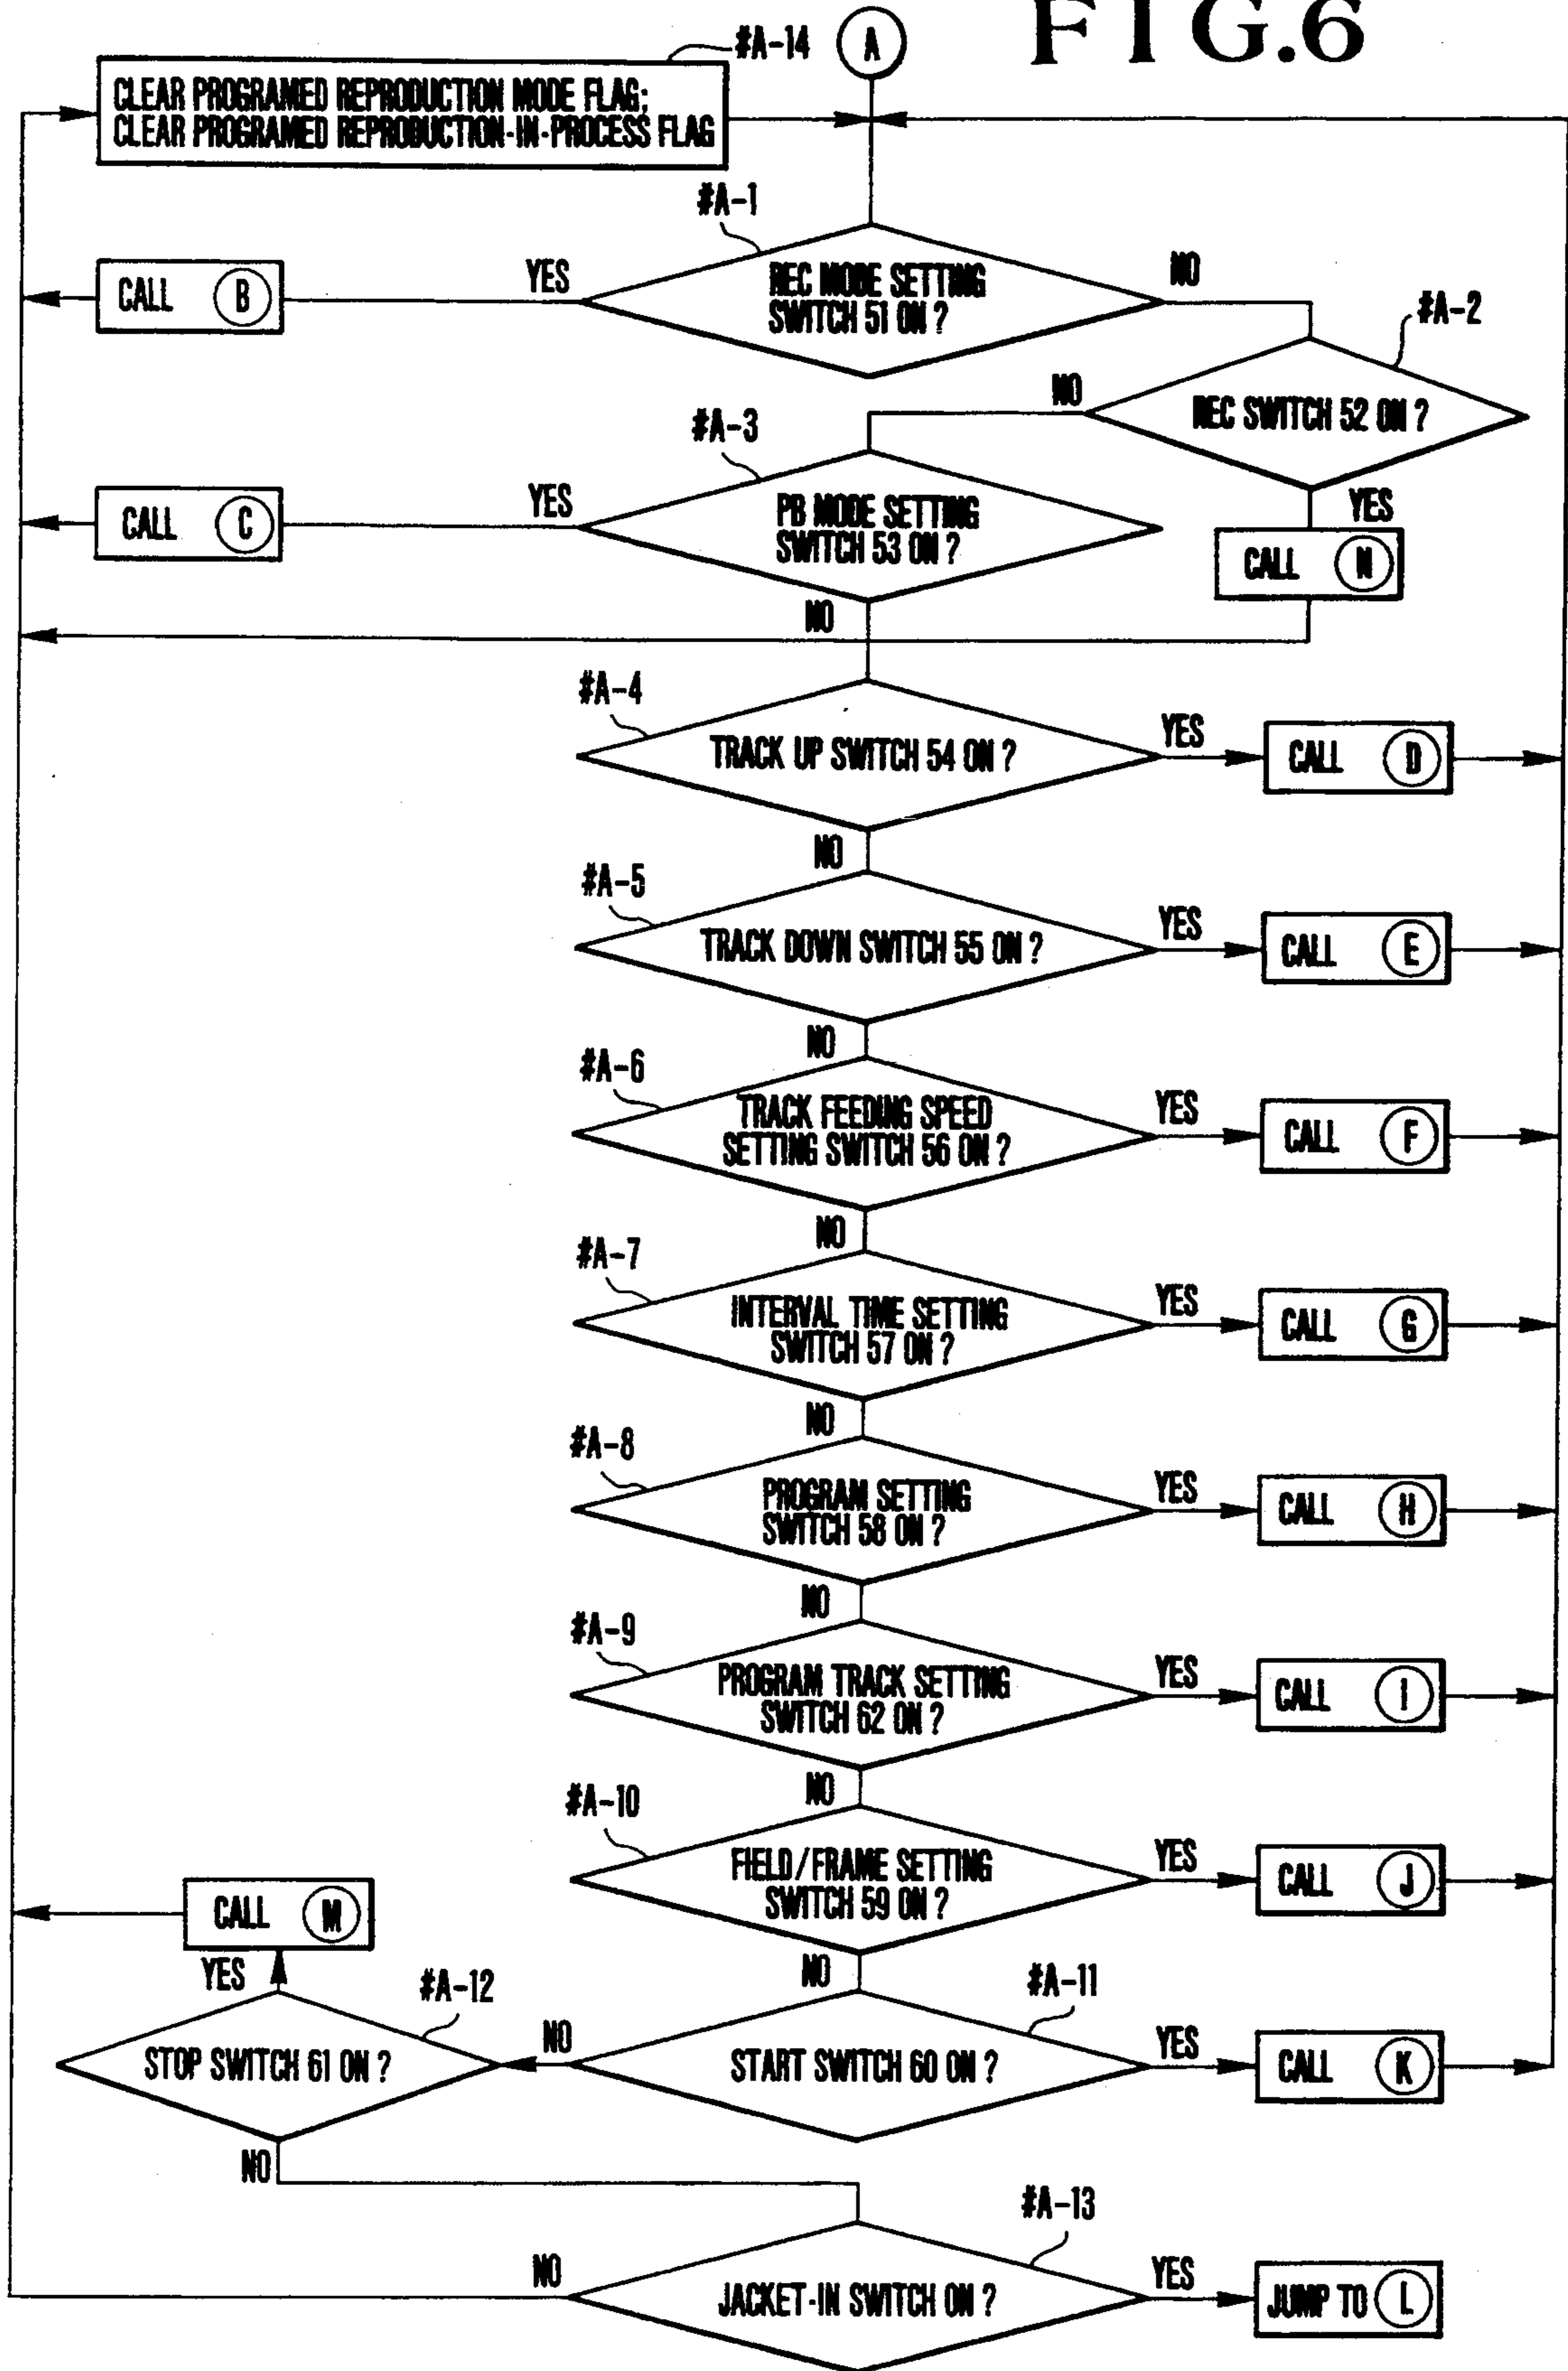 FIG.6
#A-14
A
CLEAR PROGRAMED REPRODUCTION MODE FLAG;
CLEAR PROGRAMED REPRODUCTION-IN-PROCESS FLAG
#A-1
REC MODE SETTING
SWITCH 51 ON ?
YES
CALL B
NO
#A-2
REC SWITCH 52 ON ?
NO
YES
CALL N
#A-3
PB MODE SETTING
SWITCH 53 ON ?
YES
CALL C
NO
#A-4
TRACK UP SWITCH 54 ON ?
YES
CALL D
NO
#A-5
TRACK DOWN SWITCH 55 ON ?
YES
CALL E
NO
#A-6
TRACK FEEDING SPEED
SETTING SWITCH 56 ON ?
YES
CALL F
NO
#A-7
INTERVAL TIME SETTING
SWITCH 57 ON ?
YES
CALL G
NO
#A-8
PROGRAM SETTING
SWITCH 58 ON ?
YES
CALL H
NO
#A-9
PROGRAM TRACK SETTING
SWITCH 62 ON ?
YES
CALL I
NO
#A-10
FIELD/FRAME SETTING
SWITCH 59 ON ?
YES
CALL J
NO
#A-11
START SWITCH 60 ON ?
YES
CALL K
NO
#A-12
STOP SWITCH 61 ON ?
YES
CALL M
NO
#A-13
JACKET-IN SWITCH ON ?
NO
YES
JUMP TO L